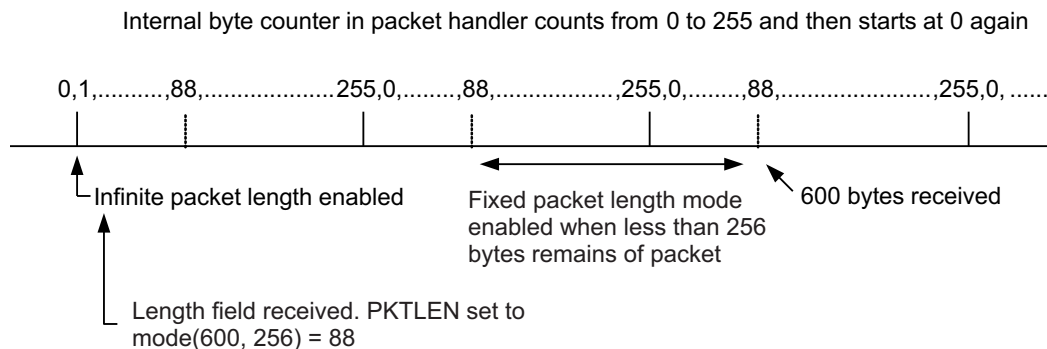 Internal byte counter in packet handler counts from 0 to 255 and then starts at 0 again
0,1,..........,88,.....................255,0,........,88,......................,255,0,........,88,......................,255,0, ......
Infinite packet length enabled
Fixed packet length mode
enabled when less than 256
bytes remains of packet
600 bytes received
Length field received. PKTLEN set to
mode(600, 256) = 88